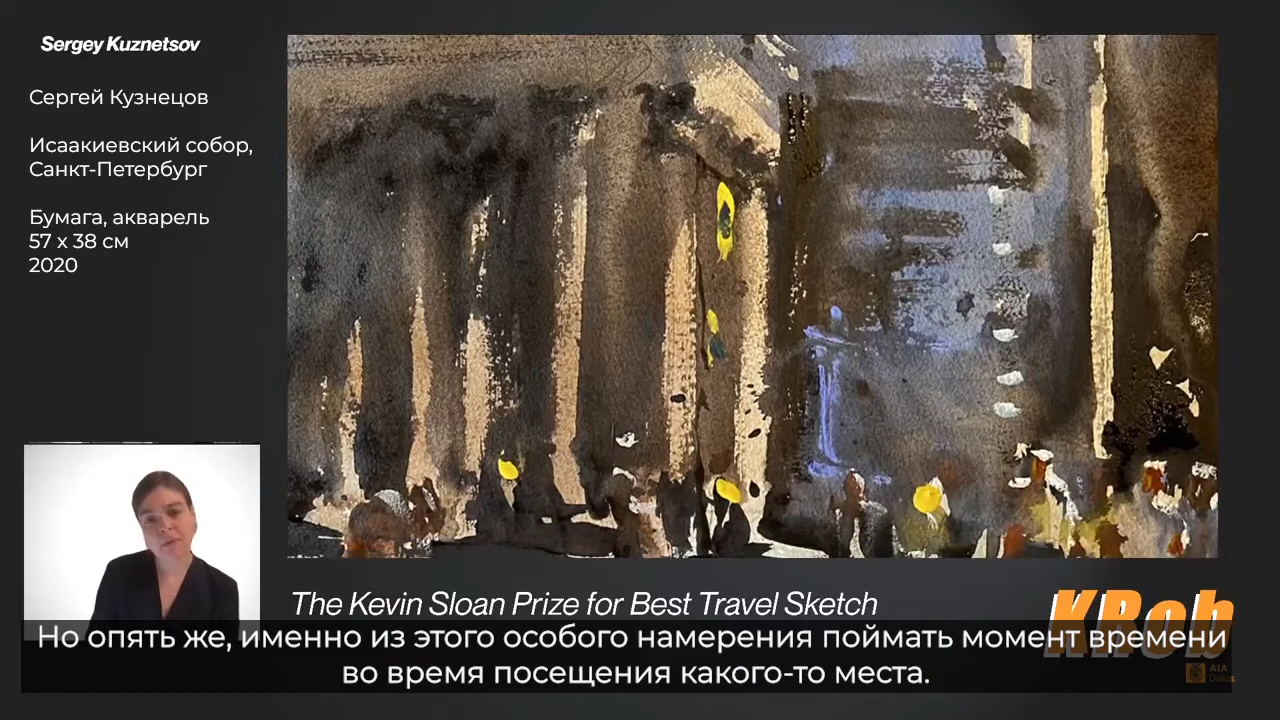 Sergey Kuznetsov
Сергей Кузнецов
Исаакиевский собор,
Санкт-Петербург
Бумага, акварель
57 x 38 см
2020
The Kevin Sloan Prize for Best Travel Sketch
KRob
Но опять же, именно из этого особого намерения поймать момент времени
во время посещения какого-то места.
AIA
Dallas